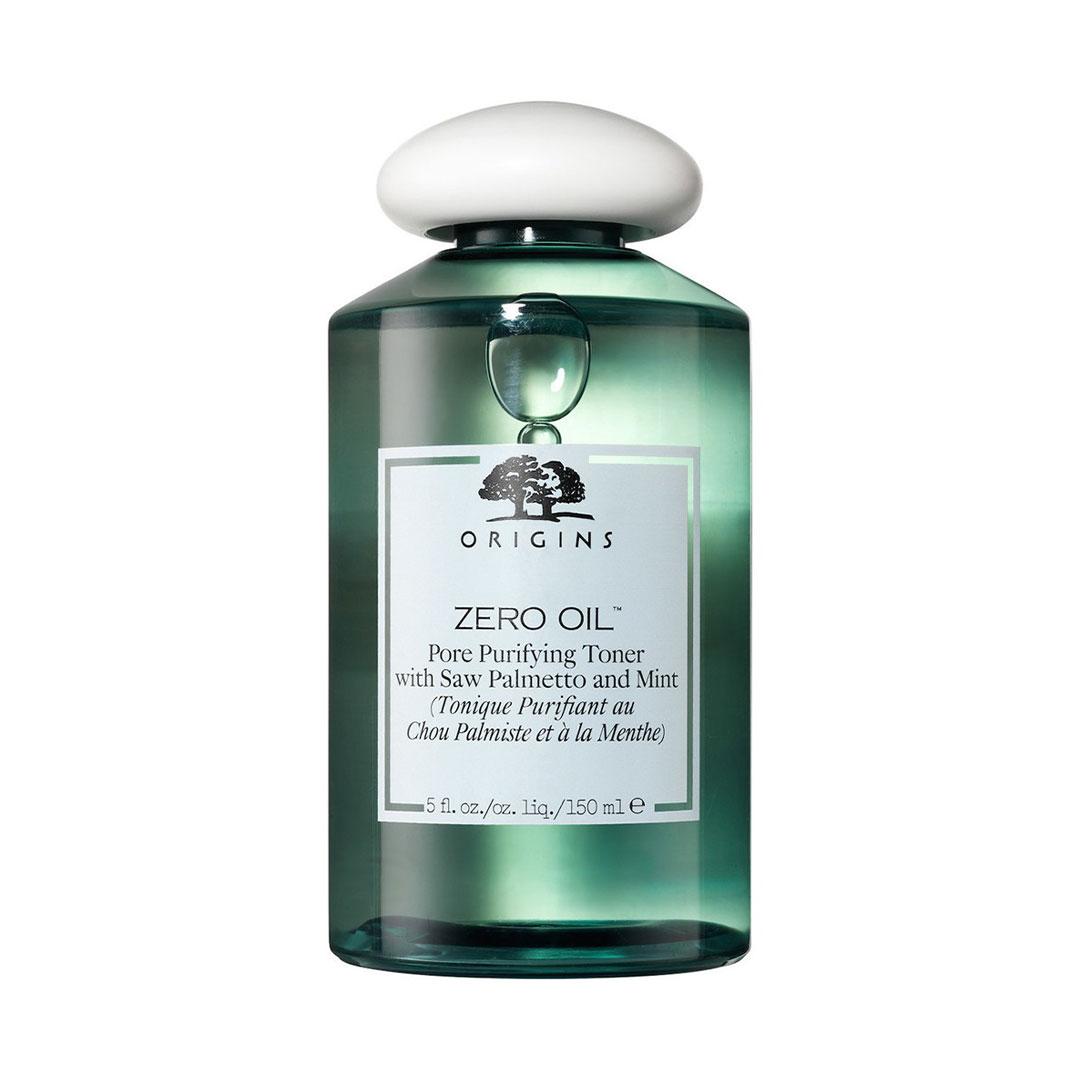 ORIGINS
ZERO OIL™
Pore Purifying Toner
with Saw Palmetto and Mint
(Tonique Purifiant au
Chou Palmiste et à la Menthe)
5 fl. oz./oz. liq./150 ml ℮